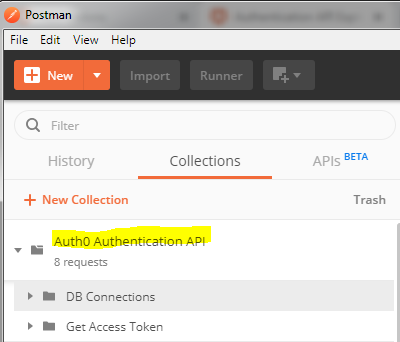 Postman
File Edit View Help
New Import Runner
Filter
History Collections APIs BETA
+ New Collection Trash
Auth0 Authentication API
8 requests
DB Connections
Get Access Token